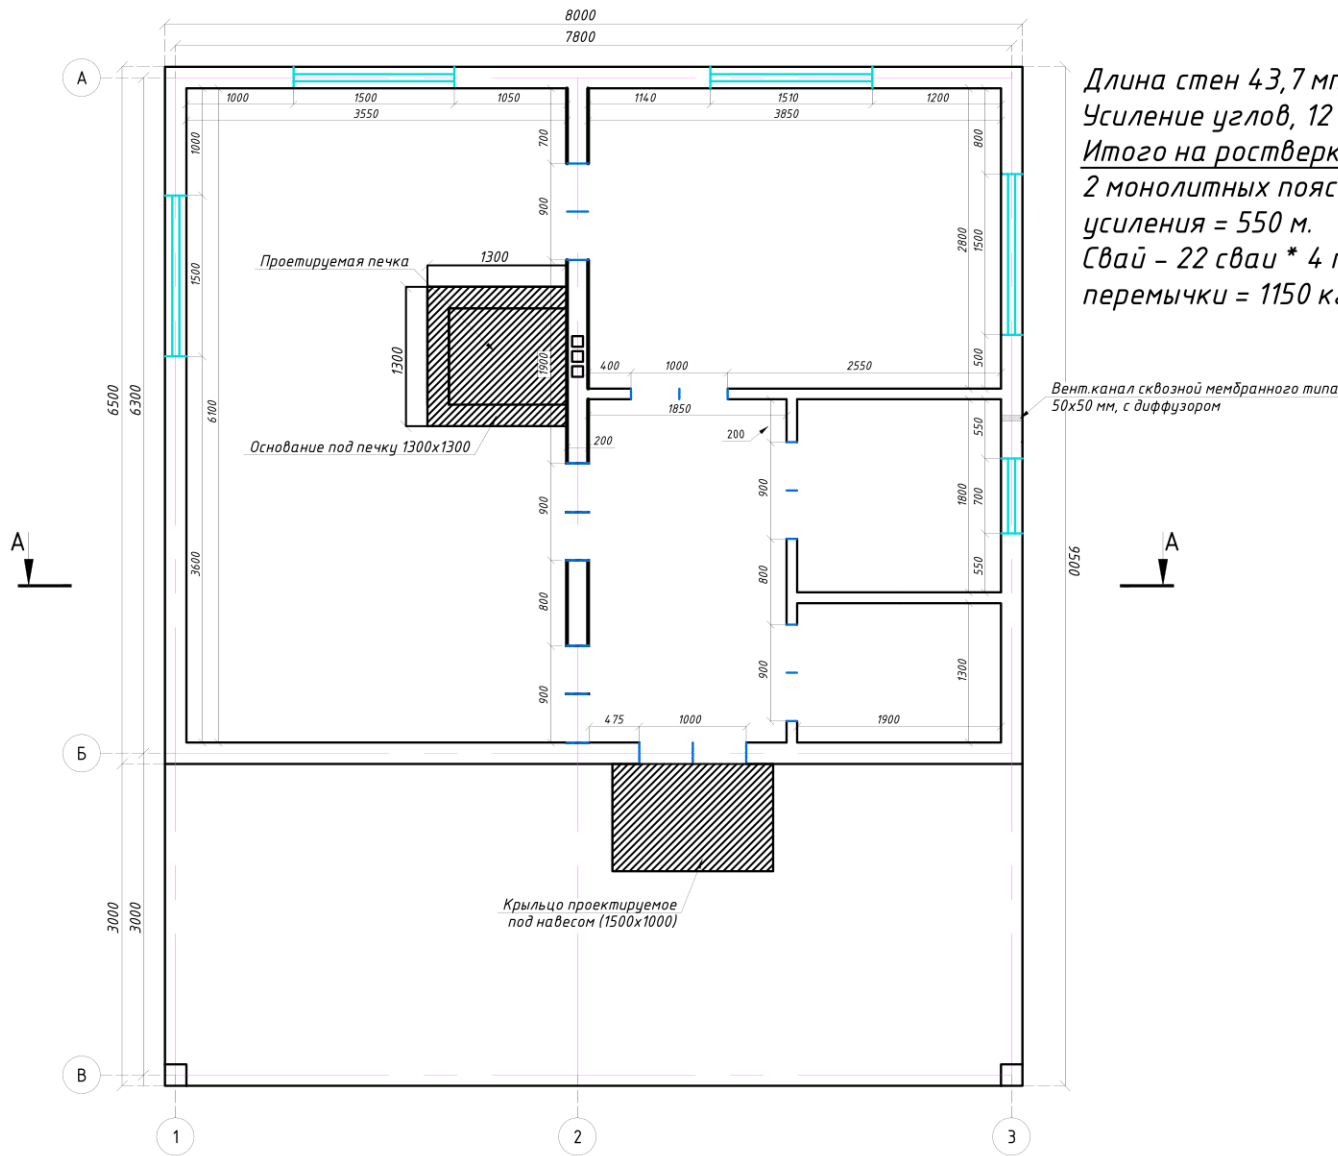 8000
7800
А
1000
1500
1050
3550
1140
1510
1200
3850
Длина стен 43,7 мп
Усиление углов, 12
Итого на ростверк
2 монолитных пояс
усиления = 550 м.
Свай - 22 сваи * 4 п
перемычки = 1150 кг
1000
700
800
900
2800
1500
Проетируемая печка
1300
1500
1300
1900
400
1000
2550
500
6500
6300
6100
1850
Вент.канал сквозной мембранного типа
50х50 мм, с диффузором
Основание под печку 1300х1300
200
200
550
900
900
1800
700
А
А
3600
800
550
9500
800
900
900
1300
475
1000
1900
Б
3000
3000
Крыльцо проектируемое
под навесом (1500х1000)
В
1
2
3